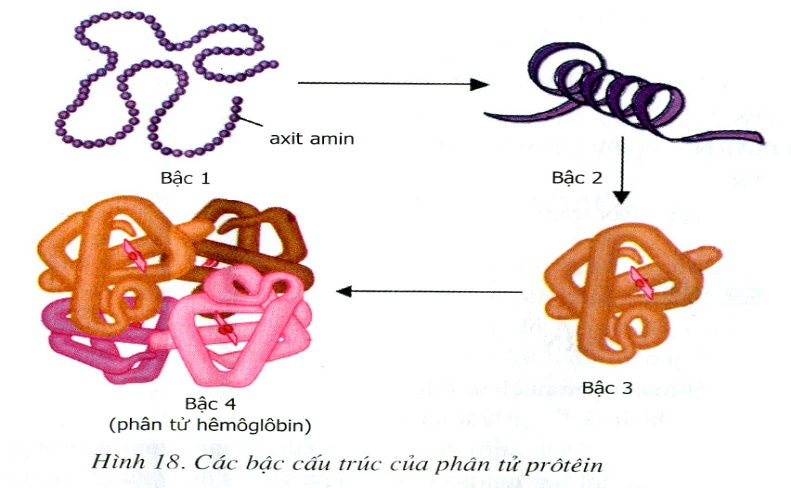 axit amin
Bậc 1
Bậc 2
Bậc 3
Bậc 4
(phân tử hêmôglôbin)
Hình 18. Các bậc cấu trúc của phân tử prôtêin